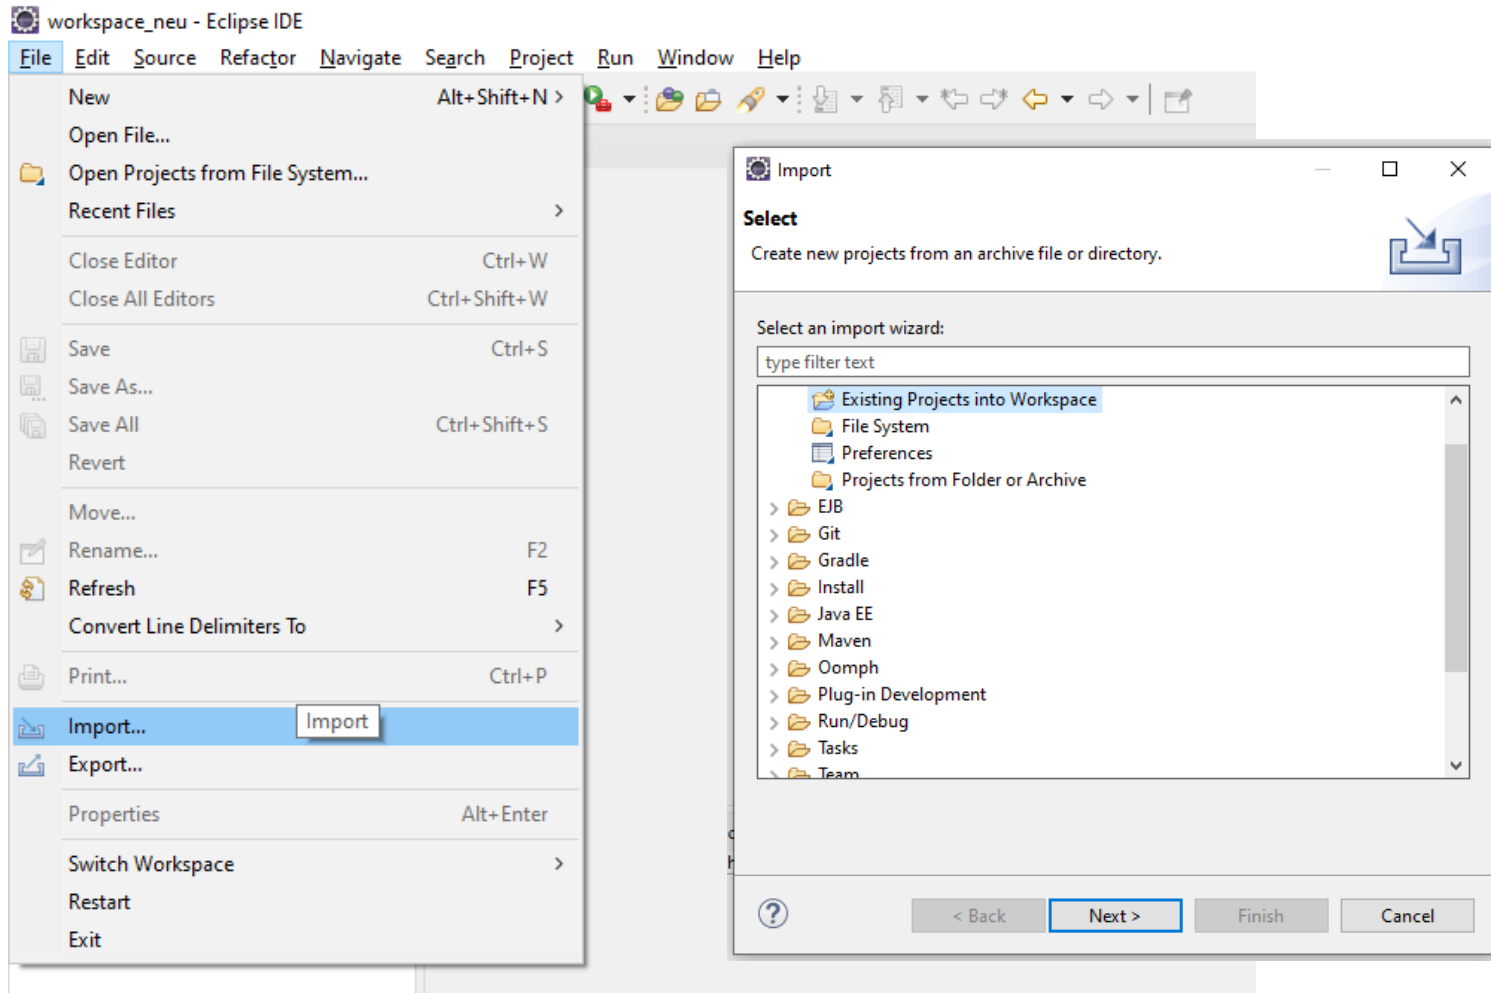 workspace_neu - Eclipse IDE
File Edit Source Refactor Navigate Search Project Run Window Help
New Alt+Shift+N >
Open File...
Open Projects from File System...
Recent Files >
Close Editor Ctrl+W
Close All Editors Ctrl+Shift+W
Save Ctrl+S
Save As...
Save All Ctrl+Shift+S
Revert
Move...
Rename... F2
Refresh F5
Convert Line Delimiters To >
Print... Ctrl+P
Import... Import
Export...
Properties Alt+Enter
Switch Workspace >
Restart
Exit
Import
Select
Create new projects from an archive file or directory.
Select an import wizard:
type filter text
Existing Projects into Workspace
File System
Preferences
Projects from Folder or Archive
> EJB
> Git
> Gradle
> Install
> Java EE
> Maven
> Oomph
> Plug-in Development
> Run/Debug
> Tasks
> Team
? < Back Next > Finish Cancel